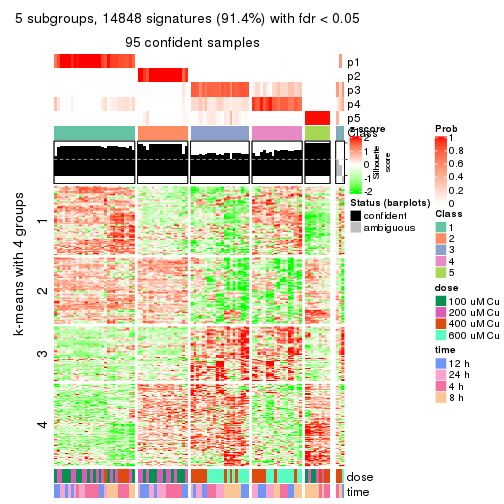 5 subgroups, 14848 signatures (91.4%) with fdr < 0.05
95 confident samples
p1
p2
p3
p4
p5
Class
z-score
2
1
0
-1
-2
Silhouette
score
Prob
1
0.8
0.6
0.4
0.2
0
Status (barplots)
confident
ambiguous
Class
1
2
3
4
5
k-means with 4 groups
1
2
3
4
dose
100 uM Cu
200 uM Cu
400 uM Cu
600 uM Cu
time
12 h
24 h
4 h
8 h
dose
time